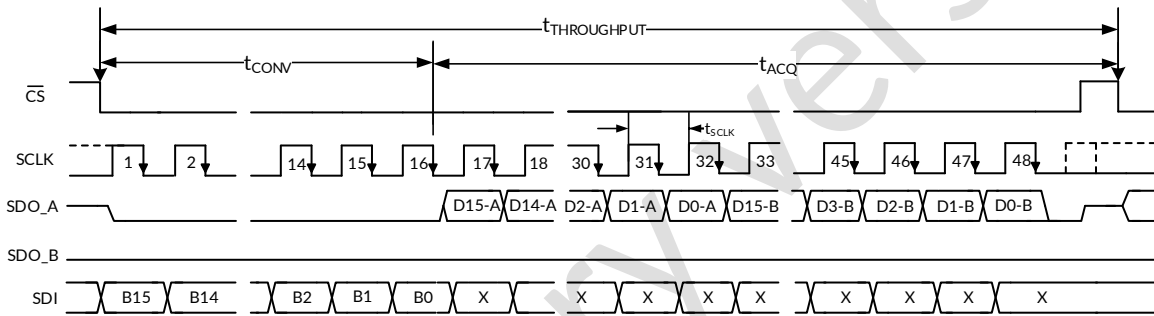 tTHROUGHPUT
tCONV tACQ
CS
tSCLK
SCLK 1 2 14 15 16 17 18 30 31 32 33 45 46 47 48
SDO_A D15-A D14-A D2-A D1-A D0-A D15-B D3-B D2-B D1-B D0-B
SDO_B
SDI B15 B14 B2 B1 B0 X X X X X X X X X